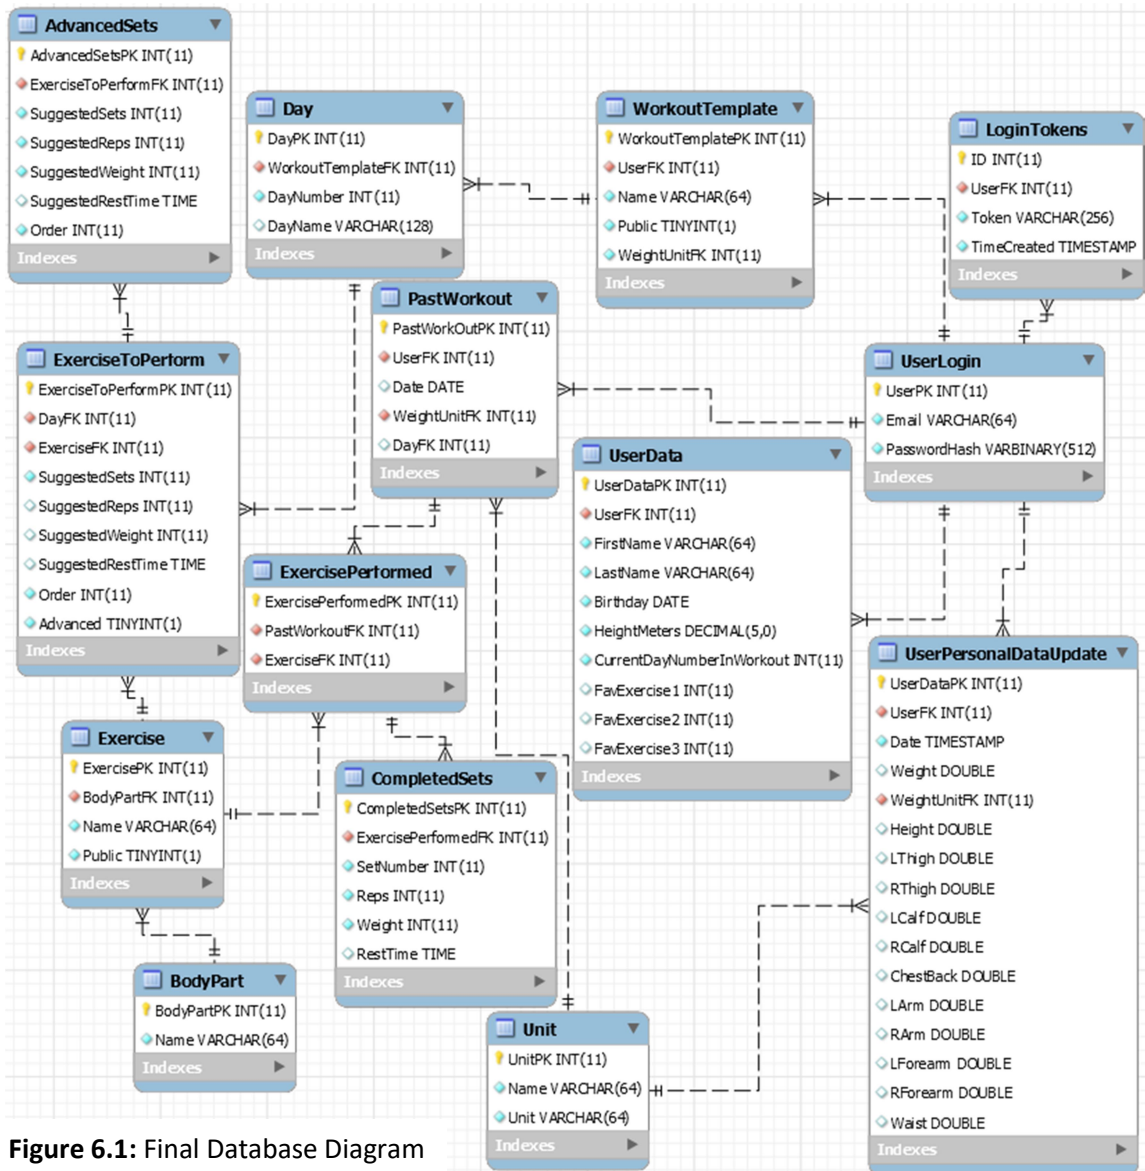 AdvancedSets
AdvancedSetsPK INT(11)
ExerciseToPerformFK INT(11)
SuggestedSets INT(11)
SuggestedReps INT(11)
SuggestedWeight INT(11)
SuggestedRestTime TIME
Order INT(11)
Indexes
Day
DayPK INT(11)
WorkoutTemplateFK INT(11)
DayNumber INT(11)
DayName VARCHAR(128)
Indexes
WorkoutTemplate
WorkoutTemplatePK INT(11)
UserFK INT(11)
Name VARCHAR(64)
Public TINYINT(1)
WeightUnitFK INT(11)
Indexes
LoginTokens
ID INT(11)
UserFK INT(11)
Token VARCHAR(256)
TimeCreated TIMESTAMP
Indexes
PastWorkout
PastWorkOutPK INT(11)
UserFK INT(11)
Date DATE
WeightUnitFK INT(11)
DayFK INT(11)
Indexes
ExerciseToPerform
ExerciseToPerformPK INT(11)
DayFK INT(11)
ExerciseFK INT(11)
SuggestedSets INT(11)
SuggestedReps INT(11)
SuggestedWeight INT(11)
SuggestedRestTime TIME
Order INT(11)
Advanced TINYINT(1)
Indexes
UserLogin
UserPK INT(11)
Email VARCHAR(64)
PasswordHash VARBINARY(512)
Indexes
UserData
UserDataPK INT(11)
UserFK INT(11)
FirstName VARCHAR(64)
LastName VARCHAR(64)
Birthday DATE
HeightMeters DECIMAL(5,0)
CurrentDayNumberInWorkout INT(11)
FavExercise1 INT(11)
FavExercise2 INT(11)
FavExercise3 INT(11)
Indexes
ExercisePerformed
ExercisePerformedPK INT(11)
PastWorkoutFK INT(11)
ExerciseFK INT(11)
Indexes
UserPersonalDataUpdate
UserDataPK INT(11)
UserFK INT(11)
Date TIMESTAMP
Weight DOUBLE
WeightUnitFK INT(11)
Height DOUBLE
LThigh DOUBLE
RThigh DOUBLE
LCalf DOUBLE
RCalf DOUBLE
ChestBack DOUBLE
LArm DOUBLE
RArm DOUBLE
LForearm DOUBLE
RForearm DOUBLE
Waist DOUBLE
Indexes
Exercise
ExercisePK INT(11)
BodyPartFK INT(11)
Name VARCHAR(64)
Public TINYINT(1)
Indexes
CompletedSets
CompletedSetsPK INT(11)
ExercisePerformedFK INT(11)
SetNumber INT(11)
Reps INT(11)
Weight INT(11)
RestTime TIME
Indexes
BodyPart
BodyPartPK INT(11)
Name VARCHAR(64)
Indexes
Unit
UnitPK INT(11)
Name VARCHAR(64)
Unit VARCHAR(64)
Indexes
Figure 6.1: Final Database Diagram